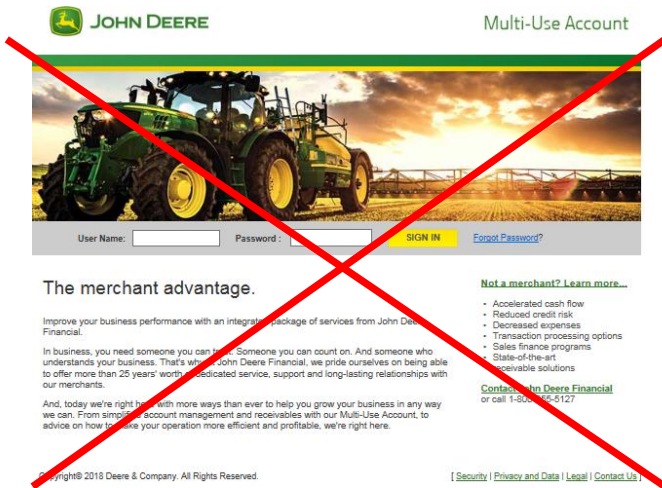 JOHN DEERE
Multi-Use Account
User Name:
Password :
SIGN IN
Forgot Password?
The merchant advantage.
Improve your business performance with an integrated package of services from John Deere
Financial.
In business, you need someone you can trust. Someone you can count on. And someone who
understands your business. That's why at John Deere Financial, we pride ourselves on being able
to offer more than 25 years' worth of dedicated service, support and long-lasting relationships with
our merchants.
And, today we're right here with more ways than ever to help you grow your business in any way
we can. From simplified account management and receivables with our Multi-Use Account, to
advice on how to make your operation more efficient and profitable, we're right here.
Not a merchant? Learn more...
· Accelerated cash flow
· Reduced credit risk
· Decreased expenses
· Transaction processing options
· Sales finance programs
· State-of-the-art
receivable solutions
Contact John Deere Financial
or call
Copyright© 2018 Deere & Company. All Rights Reserved.
[ Security | Privacy and Data | Legal | Contact Us ]